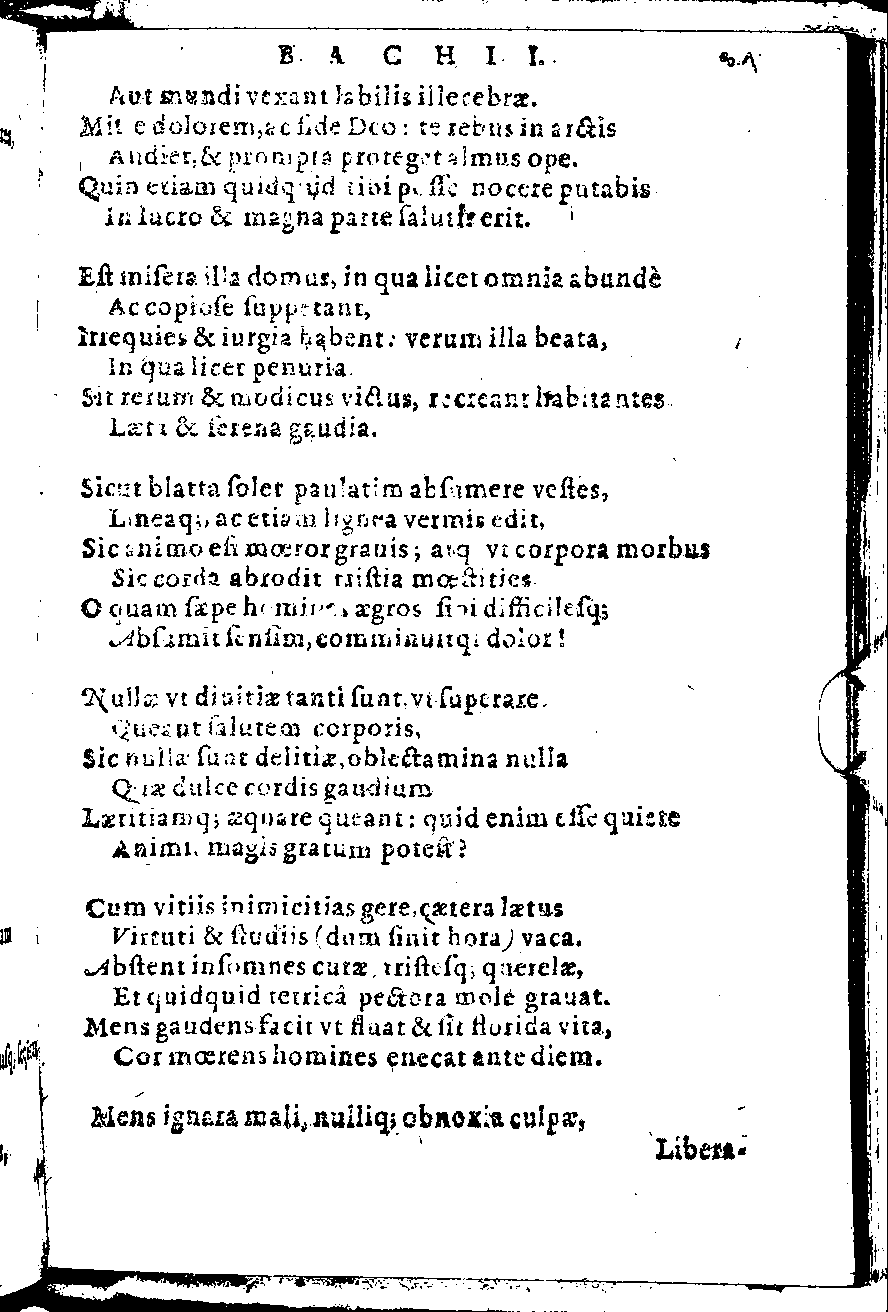 B A C H I I.
Aut mundi vexant labilis illecebræ.
Mitte dolorem, ac fide Deo: te rebus in arctis
Audiet, & prompta proteget almus ope.
Quin etiam quidquid tibi posse nocere putabis
In lucro & magna parte salutis erit.

Est misera illa domus, in qua licet omnia abundè
Ac copiose suppetant,
Irrequies & iurgia habent: verum illa beata,
In qua licet penuria
Sit rerum & modicus victus, recreant habitantes
Læta & serena gaudia.

Sicut blatta solet paulatim absumere vestes,
Lineaq; ac etiam lignea vermis edit,
Sic animo est mœror grauis; atq vt corpora morbus
Sic corda abrodit tristia mœstities.
O quam sæpe homines ægros sibi difficilesq;
Absumit sensim, comminuitq; dolor!

Nullæ vt diuitiæ tanti sunt, vt superare
Queant salutem corporis,
Sic nullæ sunt delitiæ, oblectamina nulla
Quæ dulce cordis gaudium
Lætitiamq; æquare queant: quid enim esse quiete
Animi, magis gratum potest?

Cum vitiis inimicitias gere, cætera lætus
Virtuti & studiis (dum sinit hora) vaca.
Absient insomnes curæ, tristesq; querelæ,
Et quidquid tetricâ pectora mole grauat.
Mens gaudens facit vt fluat & sit florida vita,
Cor mœrens homines enecat ante diem.

Mens ignara mali, nulliq; obnoxia culpæ,
Libera-